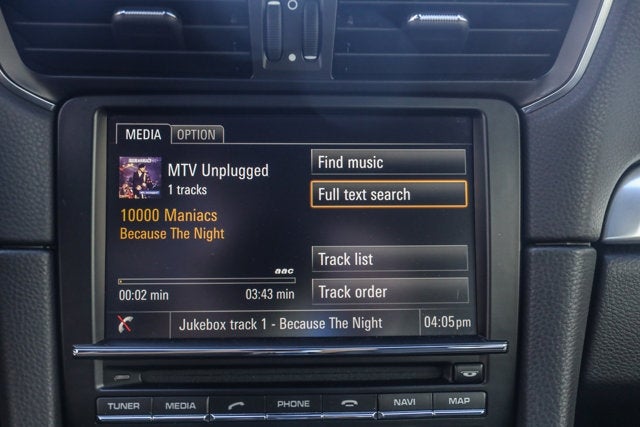 MEDIA OPTION
MTV Unplugged
1 tracks
10000 Maniacs
Because The Night
aac
00:02 min 03:43 min
Find music
Full text search
Track list
Track order
Jukebox track 1 - Because The Night 04:05pm
TUNER MEDIA PHONE NAVI MAP